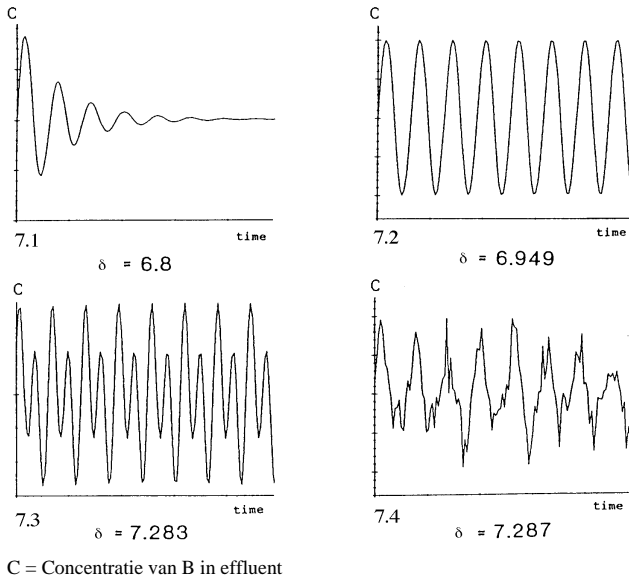 C
C
time
time
7.1
7.2
δ = 6.8
δ = 6.949
C
C
time
time
7.3
7.4
δ = 7.283
δ = 7.287
C = Concentratie van B in effluent